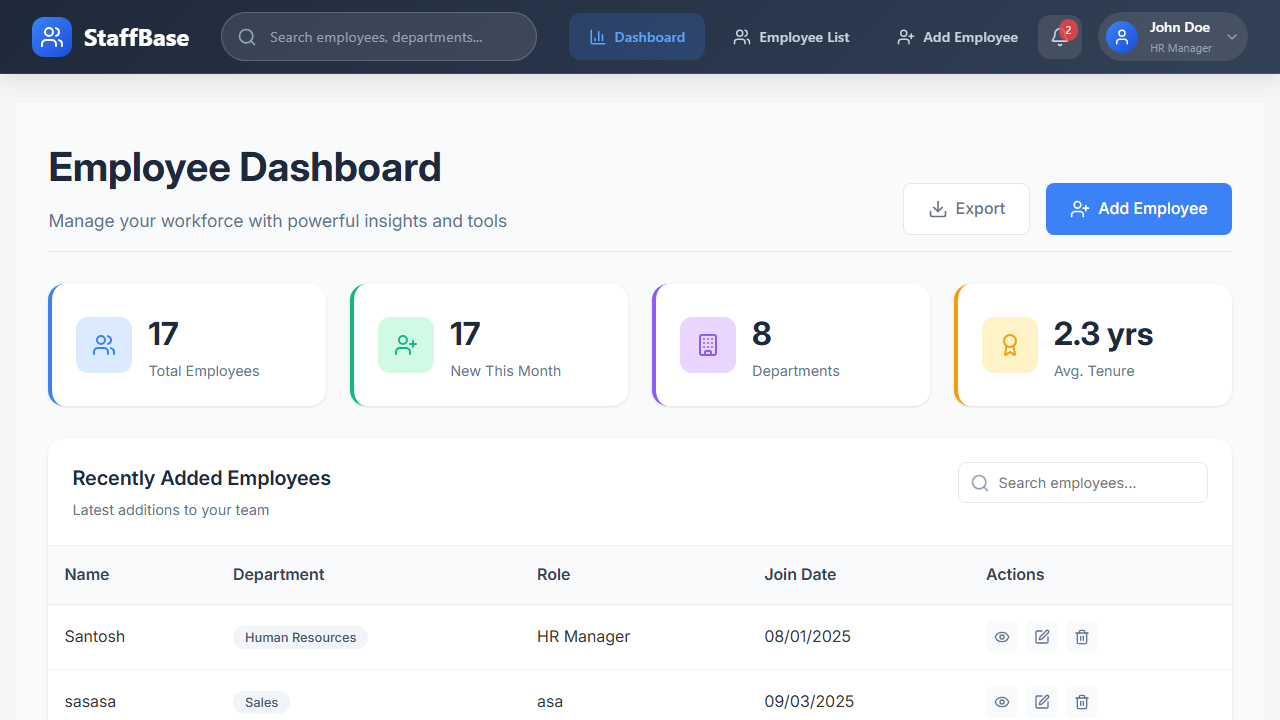 StaffBase
Search employees, departments...
Dashboard
Employee List
Add Employee
2
John Doe
HR Manager
Employee Dashboard
Manage your workforce with powerful insights and tools
Export
Add Employee
17
Total Employees
17
New This Month
8
Departments
2.3 yrs
Avg. Tenure
Recently Added Employees
Latest additions to your team
Search employees...
Name Department Role Join Date Actions
Santosh Human Resources HR Manager 08/01/2025
sasasa Sales asa 09/03/2025